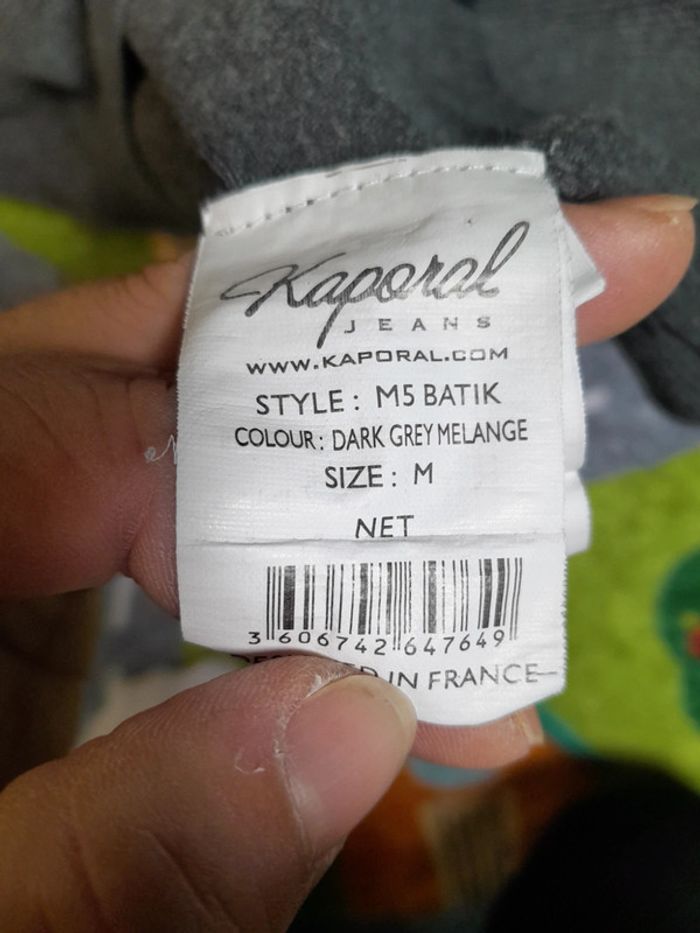 Kaporal
JEANS
WWW.KAPORAL.COM
STYLE : M5 BATIK
COLOUR : DARK GREY MELANGE
SIZE : M
NET
3 606742 647649
IN FRANCE